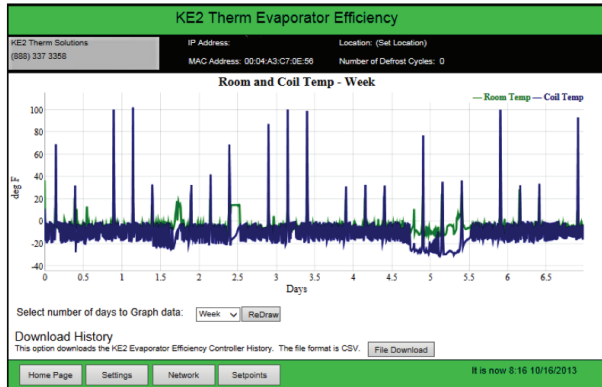 KE2 Therm Evaporator Efficiency
KE2 Therm Solutions
(888) 337 3358
IP Address:
Location: (Set Location)
MAC Address: 00:04:A3:C7:0E:56
Number of Defrost Cycles: 0
Room and Coil Temp - Week
Room Temp
Coil Temp
deg F
100
80
60
40
20
0
-20
-40
0 0.5 1 1.5 2 2.5 3 3.5 4 4.5 5 5.5 6 6.5
Days
Select number of days to Graph data: Week ReDraw
Download History
This option downloads the KE2 Evaporator Efficiency Controller History. The file format is CSV. File Download
Home Page Settings Network Setpoints It is now 8:16 10/16/2013